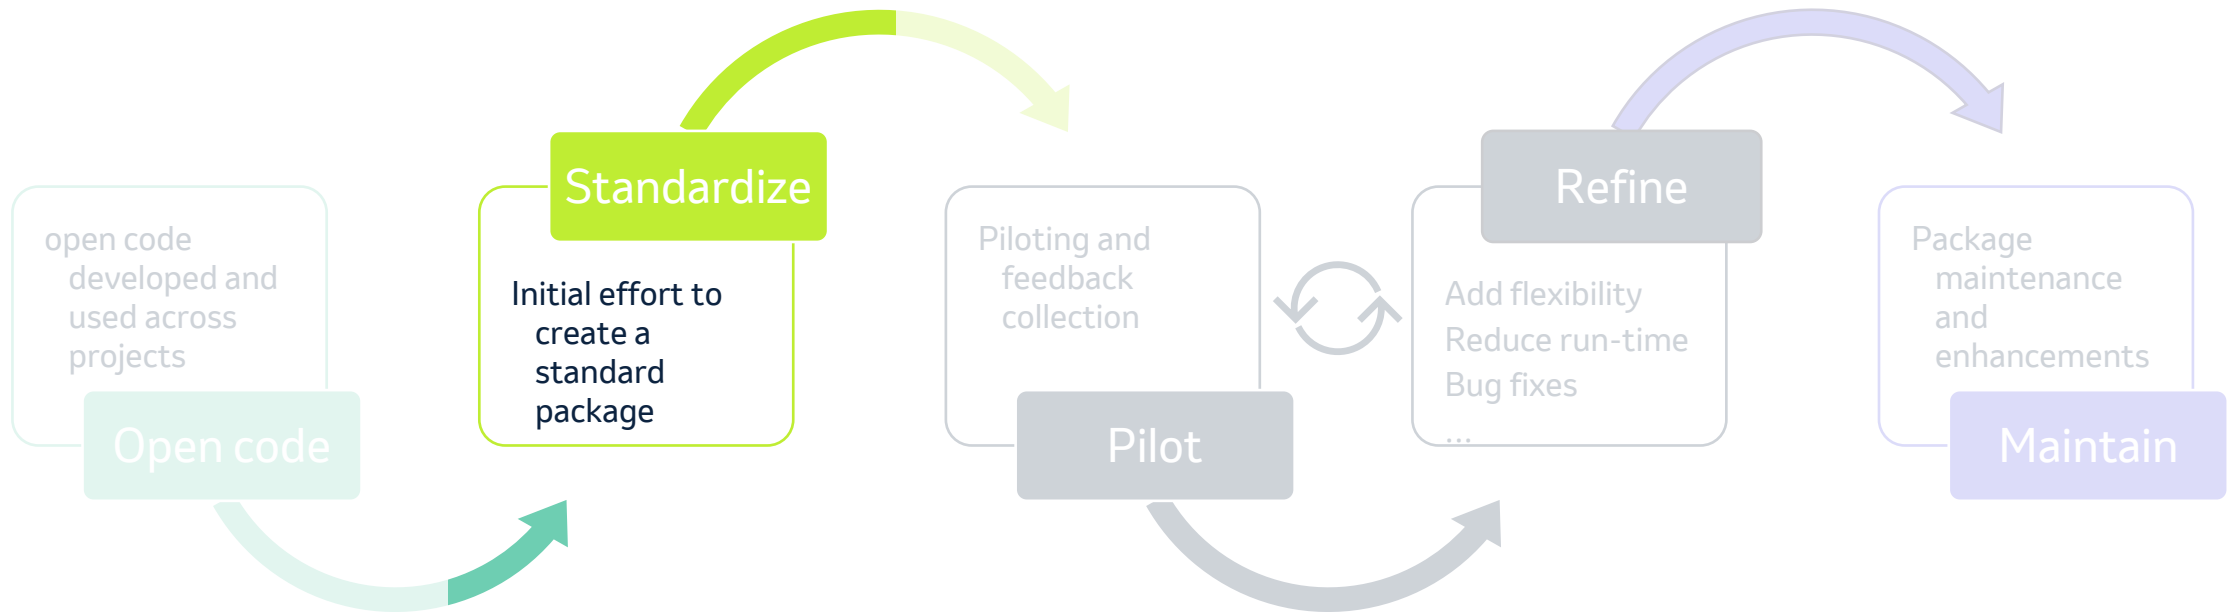 open code
developed and
used across
projects
Open code
Standardize
Initial effort to
create a
standard
package
Piloting and
feedback
collection
Pilot
Refine
Add flexibility
Reduce run-time
Bug fixes
...
Package
maintenance
and
enhancements
Maintain